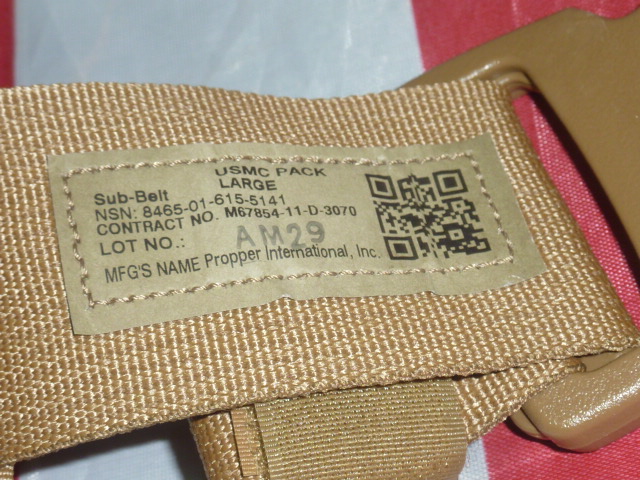 USMC PACK
LARGE
Sub-Belt
NSN: 8465-01-615-5141
CONTRACT NO. M67854-11-D-3070
LOT NO.: AM29
MFG'S NAME Propper International, Inc.